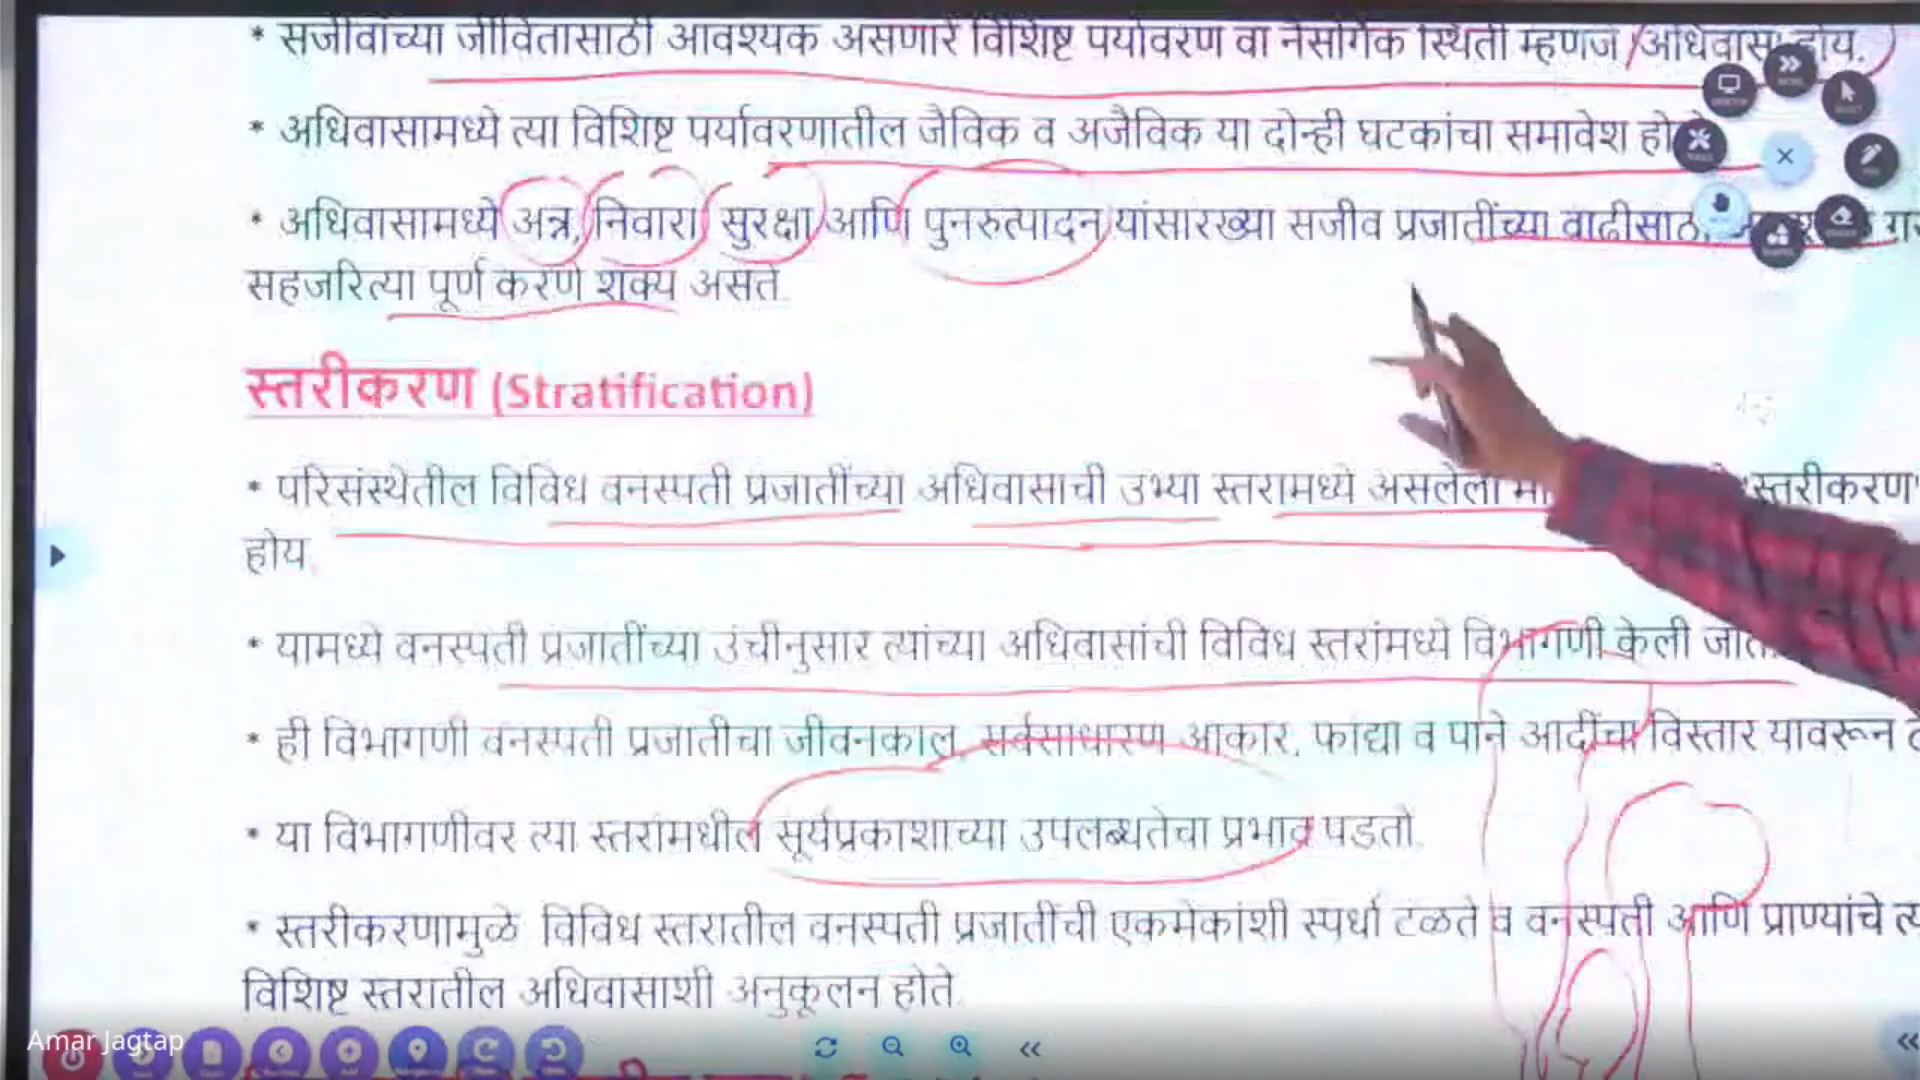 * सजीवांच्या जीवितासाठी आवश्यक असणारे विशिष्ट पर्यावरण वा नैसर्गिक स्थिती म्हणजे अधिवास होय.
* अधिवासामध्ये त्या विशिष्ट पर्यावरणातील जैविक व अजैविक या दोन्ही घटकांचा समावेश
* अधिवासामध्ये अन्न, निवारा सुरक्षा आणि पुनरुत्पादन यांसारख्या सजीव प्रजातींच्या
सहजरित्या पूर्ण करणे शक्य असते.
स्तरीकरण (Stratification)
* परिसंस्थेतील विविध वनस्पती प्रजातींच्या अधिवासाची उभ्या स्तरामध्ये असलेली 'स्तरीकरण'
होय.
* यामध्ये वनस्पती प्रजातींच्या उंचीनुसार त्यांच्या अधिवासांची विविध स्तरांमध्ये विभागणी केली
* ही विभागणी वनस्पती प्रजातीचा जीवनकाल, सर्वसाधारण आकार, फांद्या व पाने आदींचा विस्तार यावरून
* या विभागणीवर त्या स्तरांमधील सूर्यप्रकाशाच्या उपलब्धतेचा प्रभाव पडतो.
* स्तरीकरणामुळे विविध स्तरातील वनस्पती प्रजातींची एकमेकांशी स्पर्धा टळते व वनस्पती आणि प्राण्यांचे
विशिष्ट स्तरातील अधिवासाशी अनुकूलन होते.
Amar Jagtap